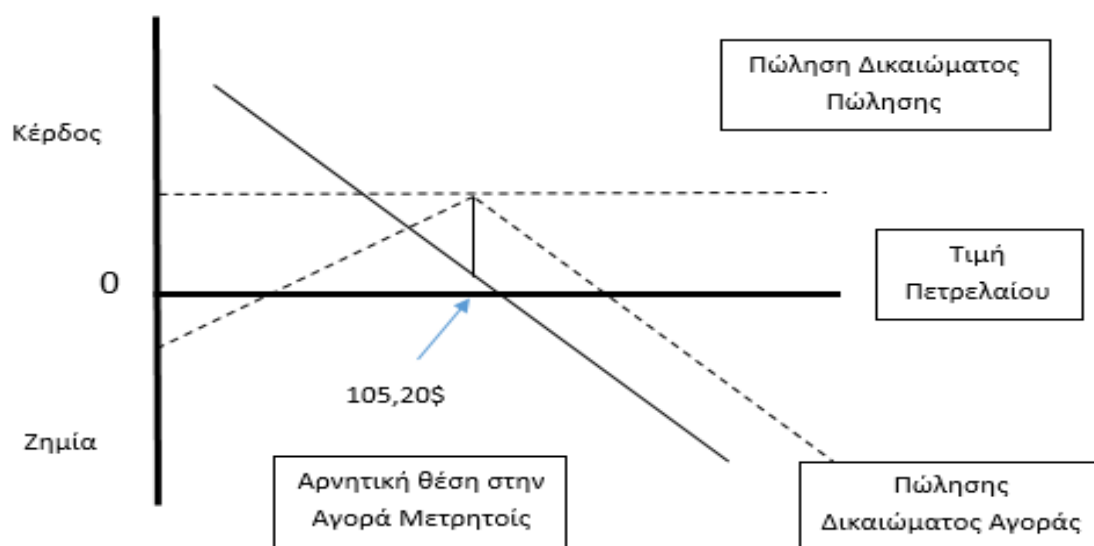 Πώληση Δικαιώματος
Πώλησης
Κέρδος
Τιμή
Πετρελαίου
0
105,20$
Ζημία
Αρνητική θέση στην
Αγορά Μετρητοίς
Πώλησης
Δικαιώματος Αγοράς